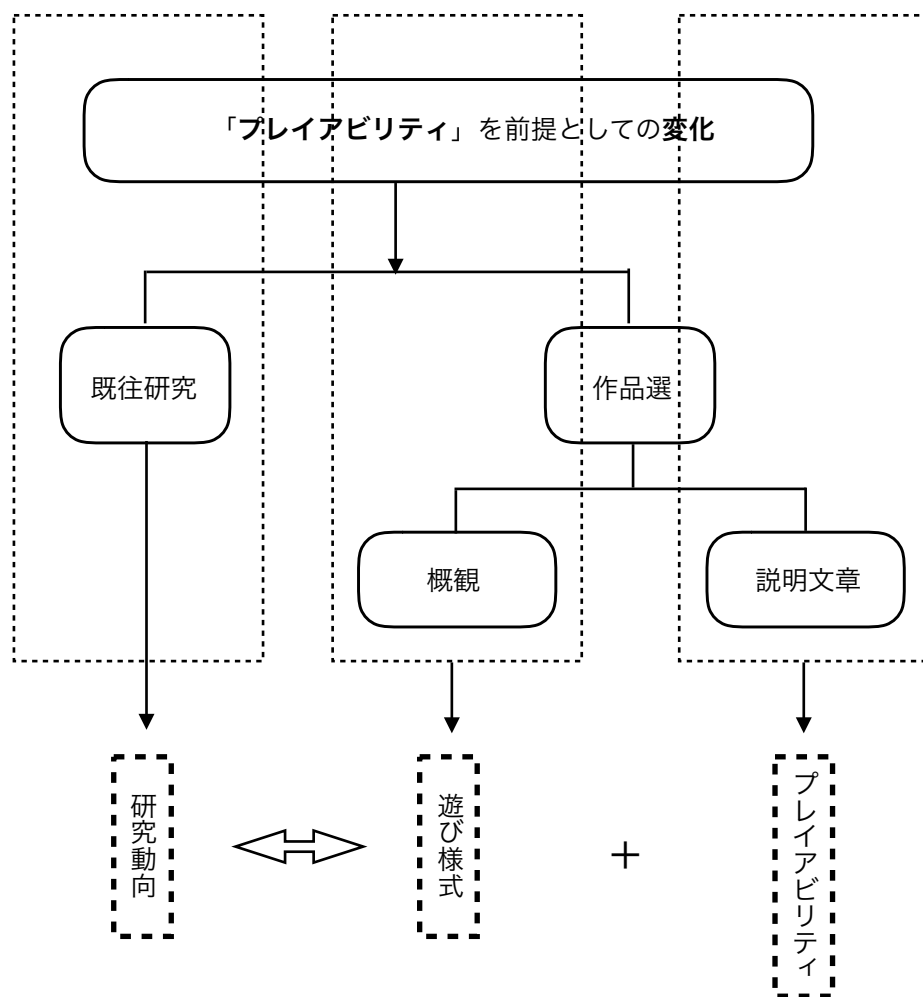 「プレイアビリティ」を前提としての変化
既往研究
作品選
概観
説明文章
研究動向
遊び様式
+
プレイアビリティ